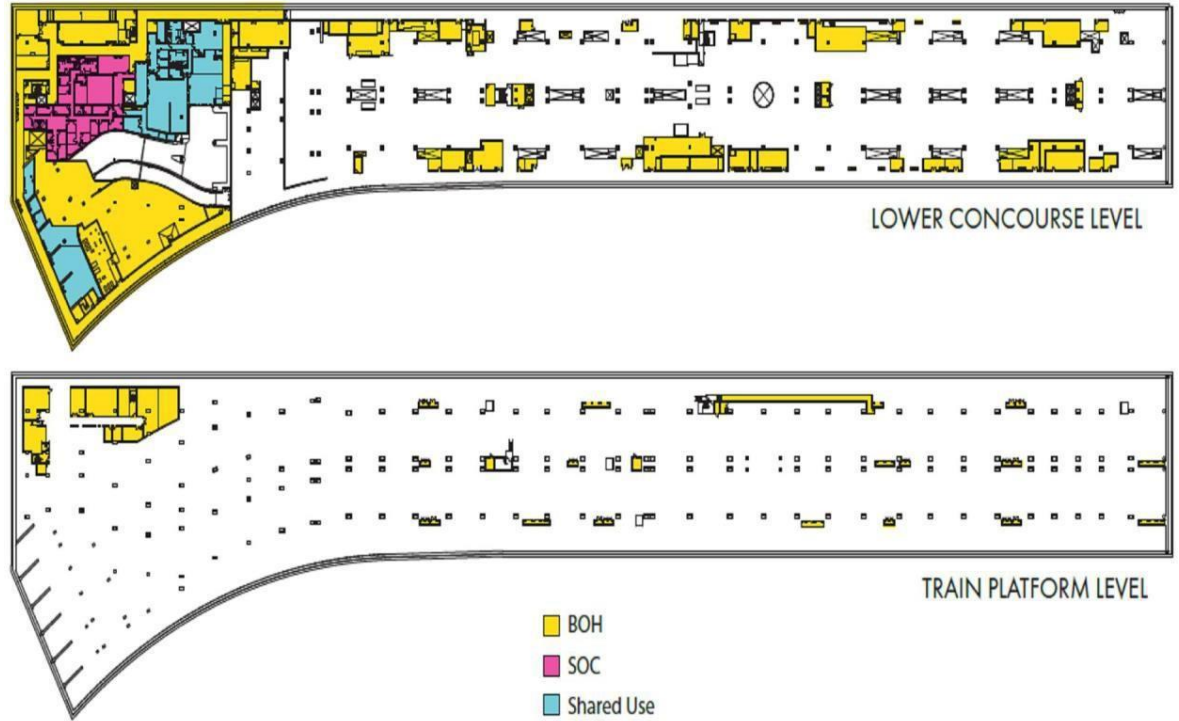 LOWER CONCOURSE LEVEL
TRAIN PLATFORM LEVEL
BOH
SOC
Shared Use